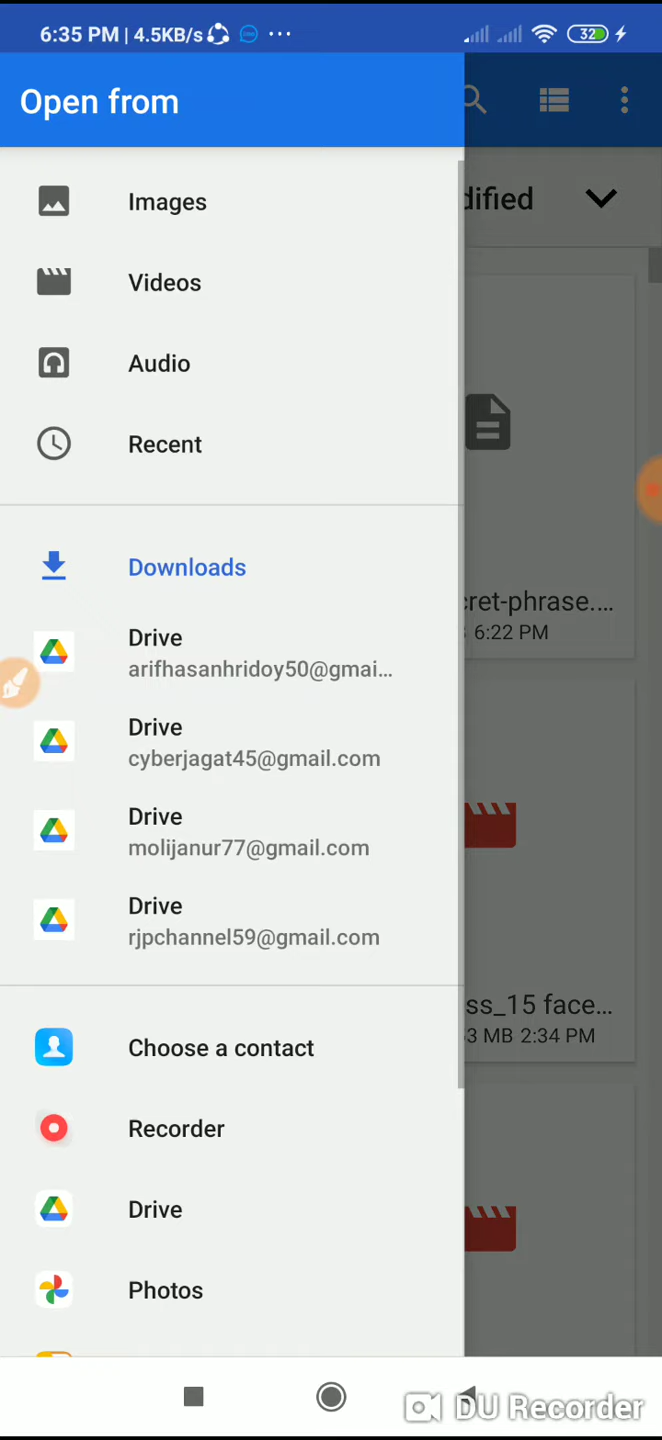 6:35 PM | 4.5KB/s
32
Open from
dified
Images
Videos
Audio
Recent
Downloads
cret-phrase....
6:22 PM
Drive
arifhasanhridoy50@gmai...
Drive
cyberjagat45@gmail.com
Drive
molijanur77@gmail.com
Drive
rjpchannel59@gmail.com
ss_15 face...
3 MB 2:34 PM
Choose a contact
Recorder
Drive
Photos
DU Recorder